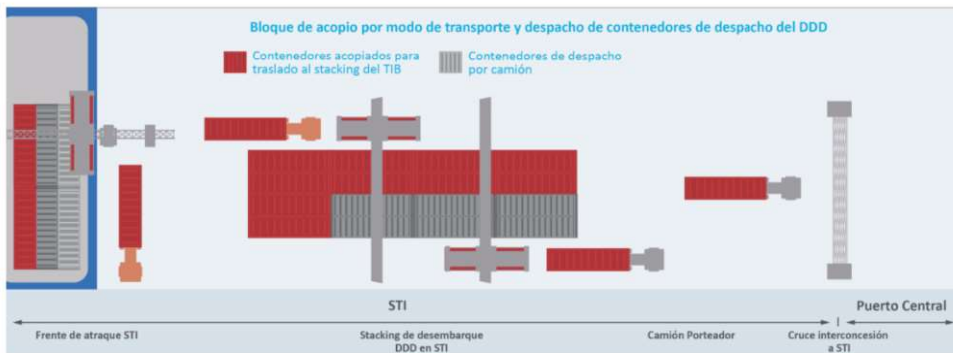 Bloque de acopio por modo de transporte y despacho de contenedores de despacho del DDD
Contenedores acopiados para
traslado al stacking del TIB
Contenedores de despacho
por camión
STI
Puerto Central
Frente de atraque STI
Stacking de desembarque
DDD en STI
Camión Porteador
Cruce interconcesión
a STI